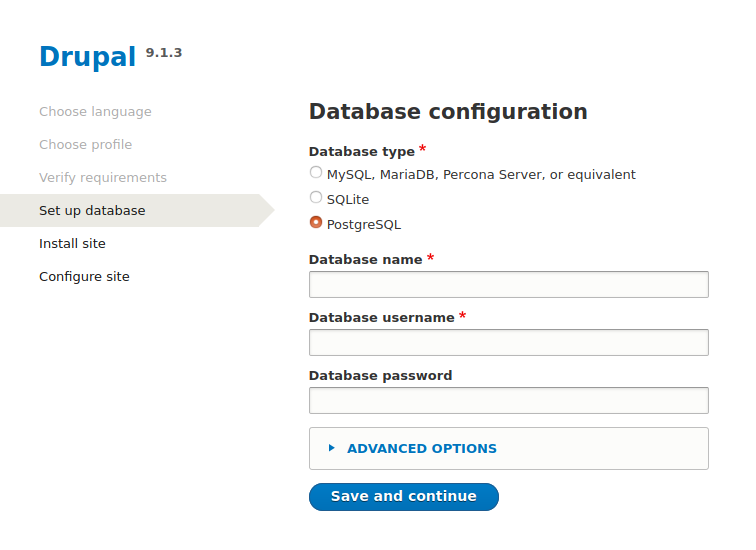 Drupal 9.1.3
Choose language
Choose profile
Verify requirements
Set up database
Install site
Configure site
Database configuration
Database type *
MySQL, MariaDB, Percona Server, or equivalent
SQLite
PostgreSQL
Database name *
Database username *
Database password
ADVANCED OPTIONS
Save and continue